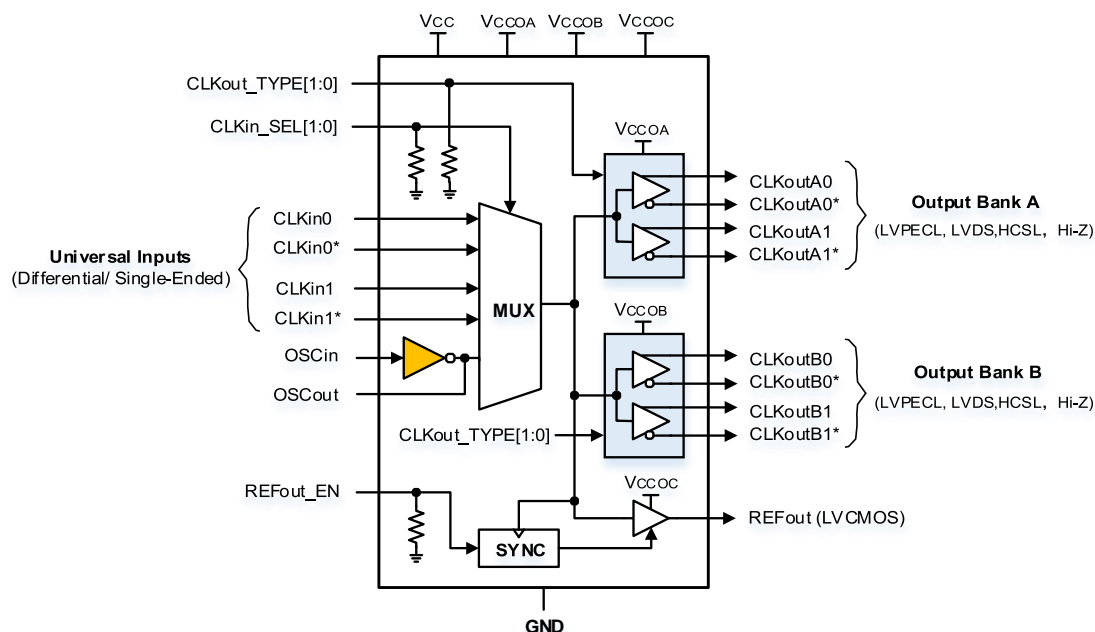 VCC VCCOA VCCOB VCCOC
CLKout_TYPE[1:0]
CLKin_SEL[1:0]
Universal Inputs
(Differential/ Single-Ended)
CLKin0
CLKin0*
CLKin1
CLKin1*
OSCin
OSCout
MUX
VCCOA
CLKoutA0
CLKoutA0*
CLKoutA1
CLKoutA1*
Output Bank A
(LVPECL, LVDS,HCSL, Hi-Z)
VCCOB
CLKoutB0
CLKoutB0*
CLKoutB1
CLKoutB1*
Output Bank B
(LVPECL, LVDS,HCSL, Hi-Z)
CLKout_TYPE[1:0]
REFout_EN
SYNC
VCCOC
REFout (LVCMOS)
GND